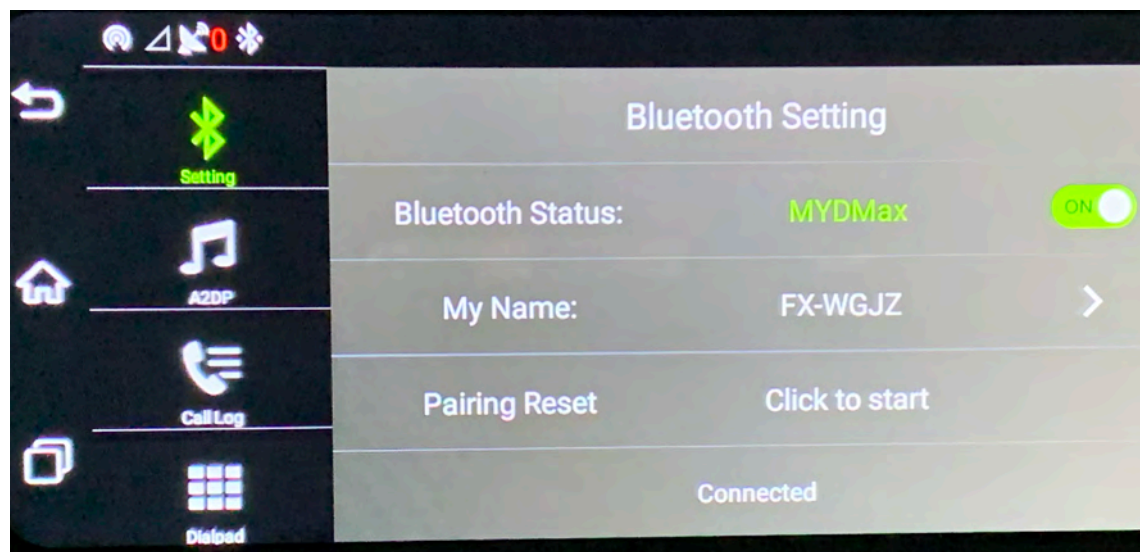 0
Setting
A2DP
Call Log
Dialpad
Bluetooth Setting
Bluetooth Status: MYDMax ON
My Name: FX-WGJZ
Pairing Reset Click to start
Connected